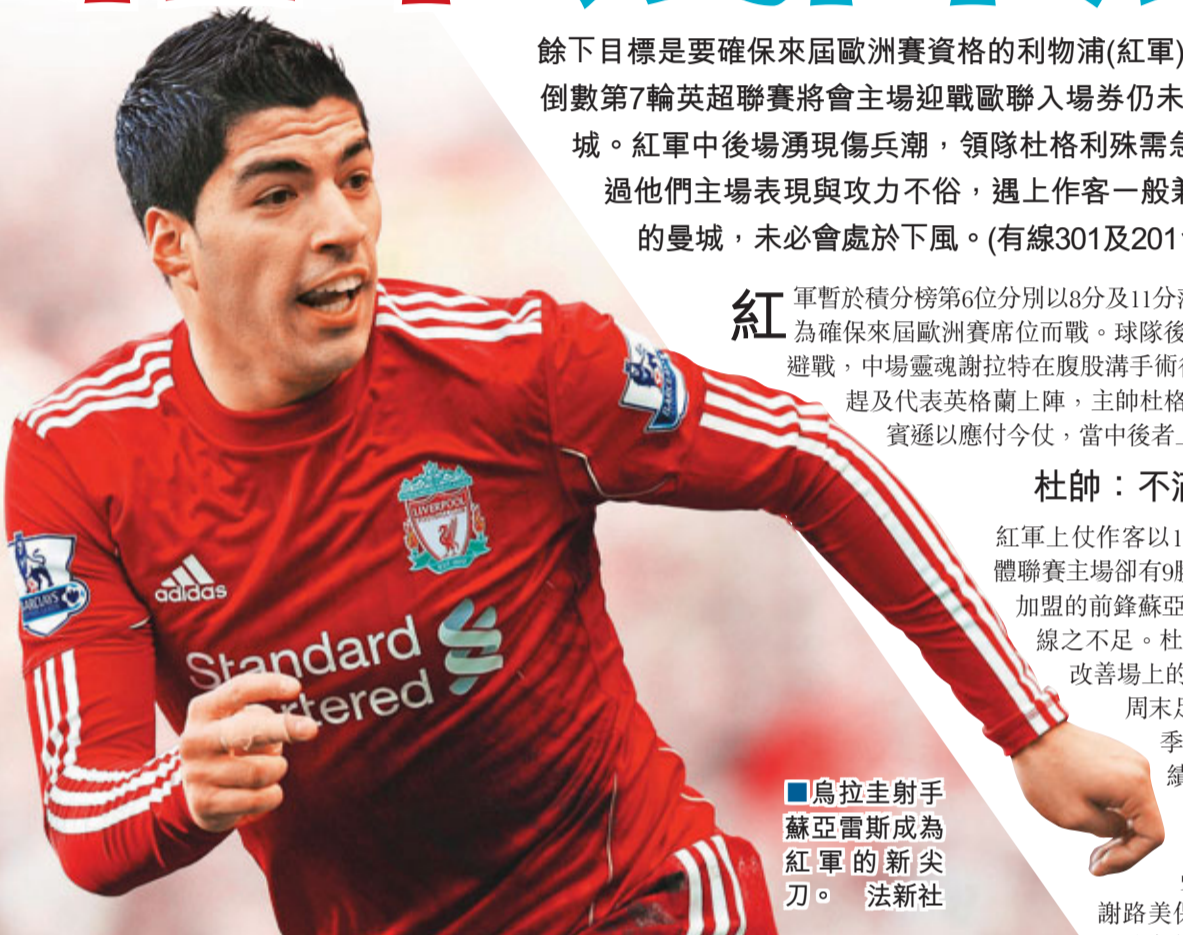 餘下目標是要確保來屆歐洲賽資格的利物浦(紅軍)
倒數第7輪英超聯賽將會主場迎戰歐聯入場券仍未
城。紅軍中後場湧現傷兵潮，領隊杜格利殊需急
過他們主場表現與攻力不俗，遇上作客一般兼
的曼城，未必會處於下風。(有線301及201
紅軍暫於積分榜第6位分別以8分及11分落
為確保來屆歐洲賽席位而戰。球隊後
避戰，中場靈魂謝拉特在腹股溝手術後
趕及代表英格蘭上陣，主帥杜格
賓遜以應付今仗，當中後者上
杜帥：不滿
紅軍上仗作客以1
體聯賽主場卻有9勝
加盟的前鋒蘇亞
線之不足。杜
改善場上的
周末足
季
績
謝路美保
BARCLAYS
BARCLAYS
LIVERPOOL
adidas
Standard
rtered
■烏拉圭射手
蘇亞雷斯成為
紅軍的新尖
刀。 法新社